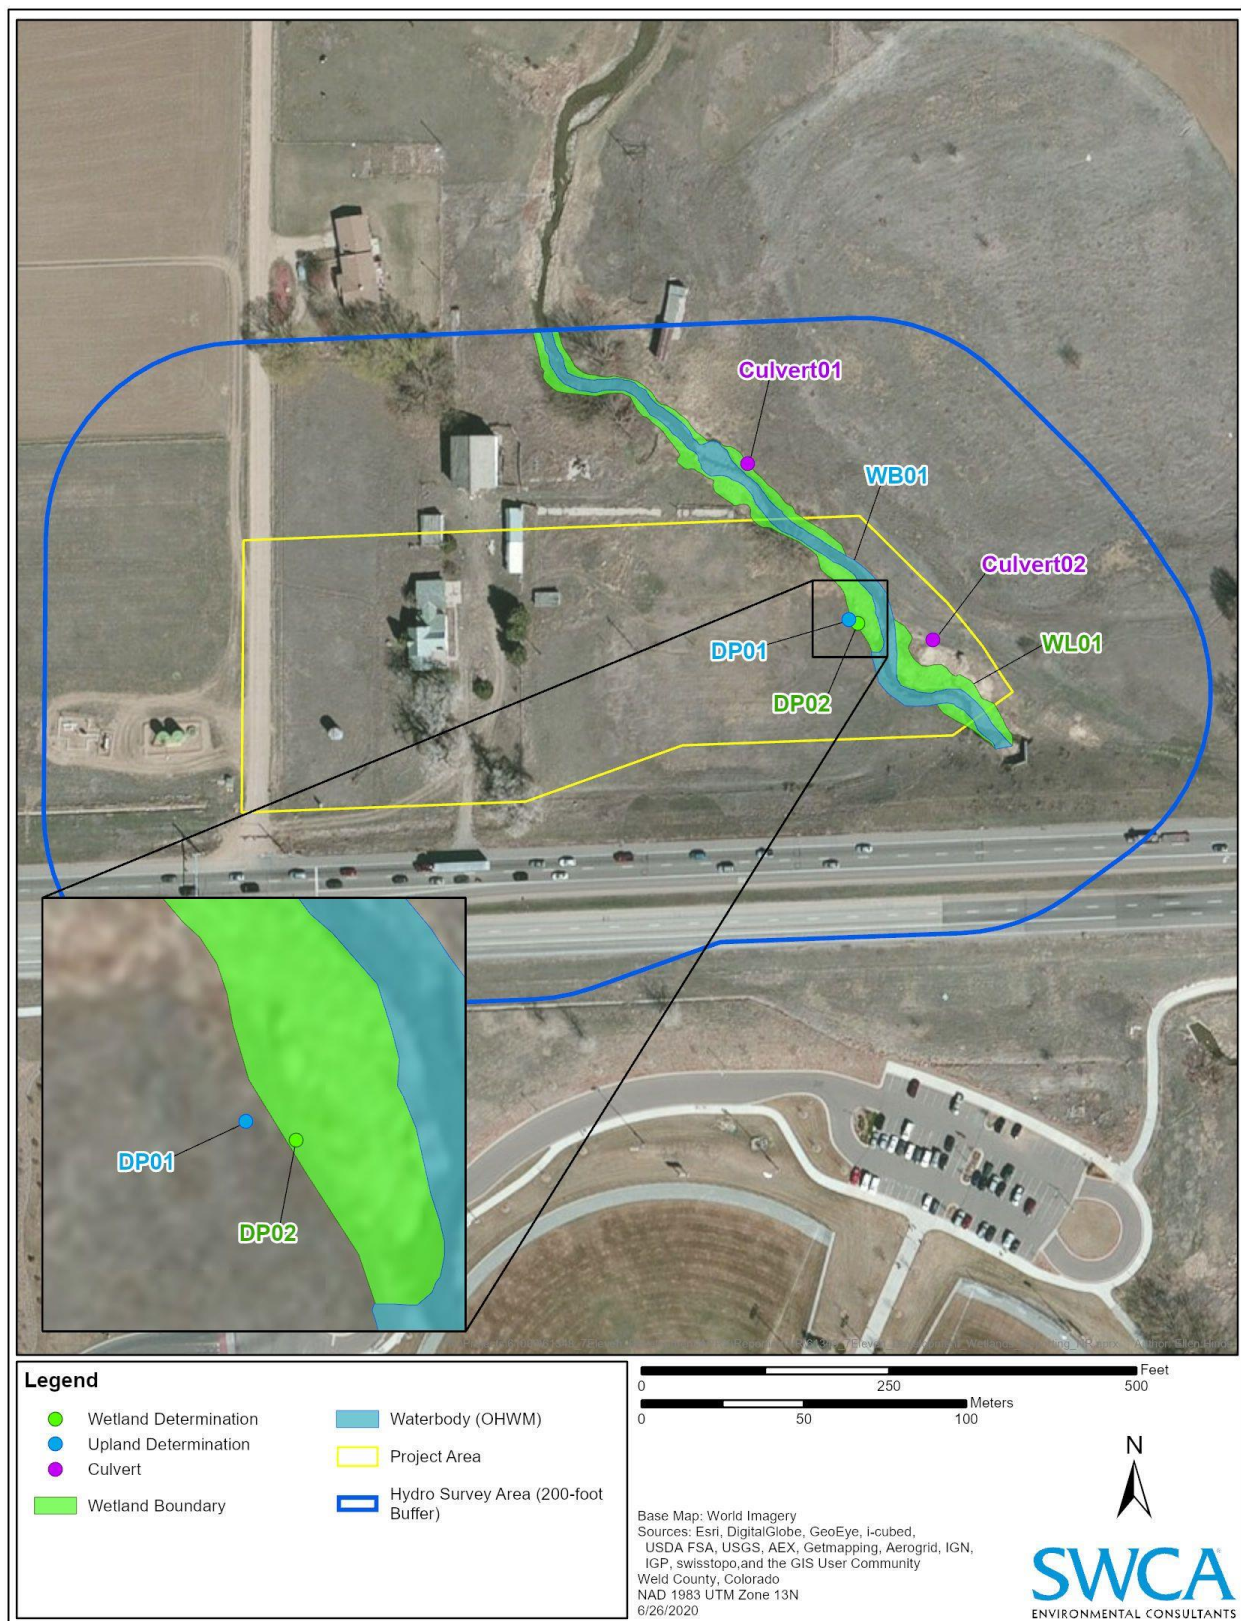 Culvert01
WB01
Culvert02
DP01
WL01
DP02
DP01
DP02
Legend
Wetland Determination
Upland Determination
Culvert
Wetland Boundary
Waterbody (OHWM)
Project Area
Hydro Survey Area (200-foot
Buffer)
Feet
0 250 500
Meters
0 50 100
N
Base Map: World Imagery
Sources: Esri, DigitalGlobe, GeoEye, i-cubed,
USDA FSA, USGS, AEX, Getmapping, Aerogrid, IGN,
IGP, swisstopo,and the GIS User Community
Weld County, Colorado
NAD 1983 UTM Zone 13N
6/26/2020
SWCA
ENVIRONMENTAL CONSULTANTS